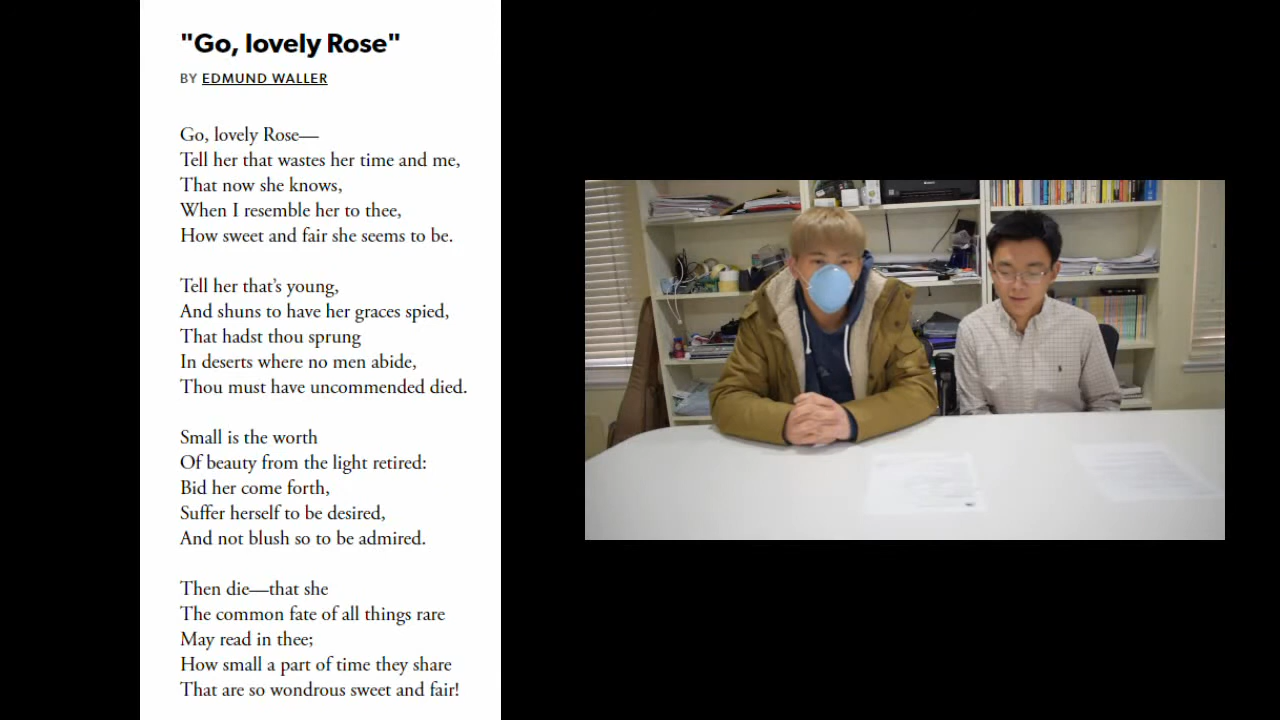 "Go, lovely Rose"
BY EDMUND WALLER
Go, lovely Rose—
Tell her that wastes her time and me,
That now she knows,
When I resemble her to thee,
How sweet and fair she seems to be.
Tell her that's young,
And shuns to have her graces spied,
That hadst thou sprung
In deserts where no men abide,
Thou must have uncommended died.
Small is the worth
Of beauty from the light retired:
Bid her come forth,
Suffer herself to be desired,
And not blush so to be admired.
Then die—that she
The common fate of all things rare
May read in thee;
How small a part of time they share
That are so wondrous sweet and fair!